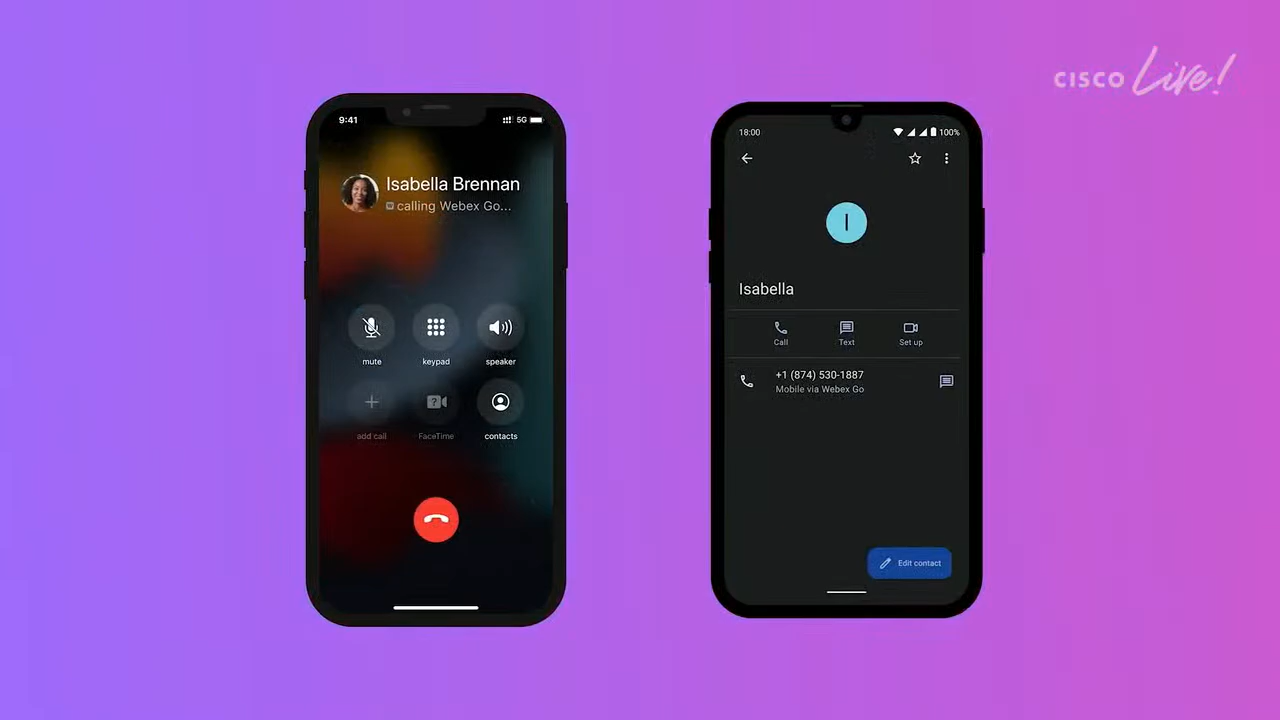 CISCO Live!
9:41
5G
Isabella Brennan
calling Webex Go...
mute
keypad
speaker
add call
FaceTime
contacts
18:00
100%
I
Isabella
Call
Text
Set up
+1 (874) 530-1887
Mobile via Webex Go
Edit contact